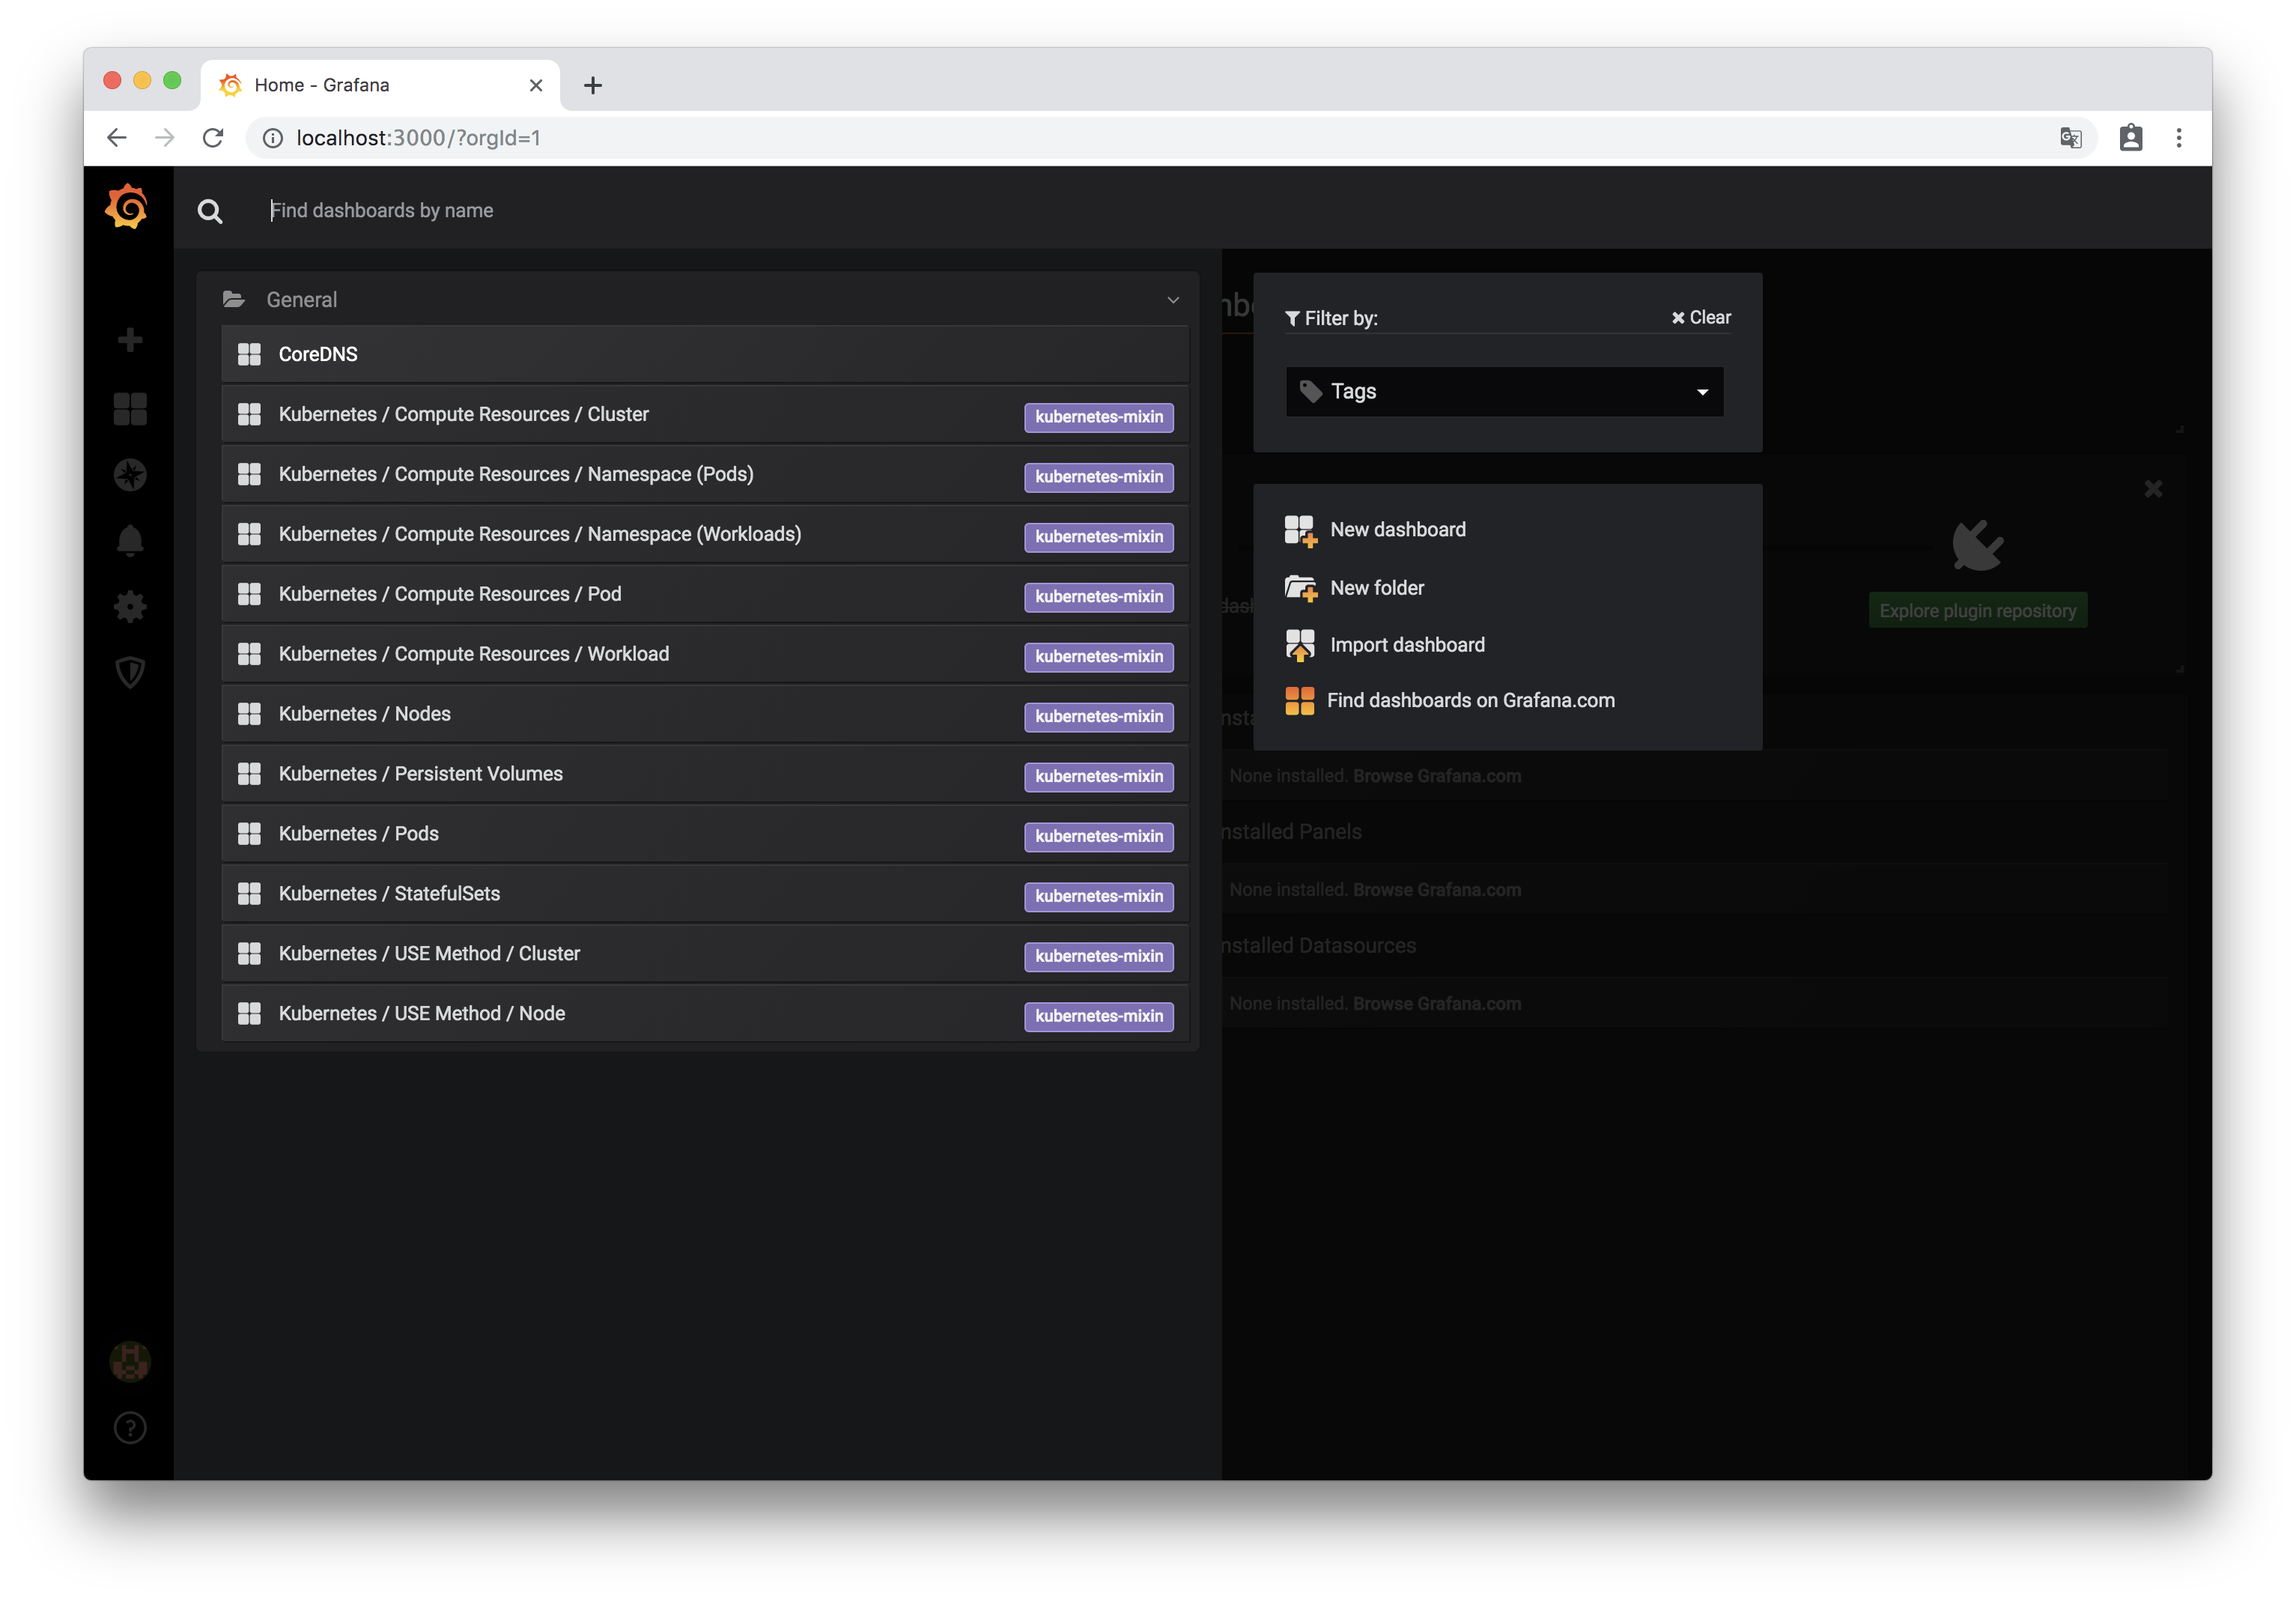 Home - Grafana
localhost:3000/?orgId=1
Find dashboards by name
General
CoreDNS
Kubernetes / Compute Resources / Cluster kubernetes-mixin
Kubernetes / Compute Resources / Namespace (Pods) kubernetes-mixin
Kubernetes / Compute Resources / Namespace (Workloads) kubernetes-mixin
Kubernetes / Compute Resources / Pod kubernetes-mixin
Kubernetes / Compute Resources / Workload kubernetes-mixin
Kubernetes / Nodes kubernetes-mixin
Kubernetes / Persistent Volumes kubernetes-mixin
Kubernetes / Pods kubernetes-mixin
Kubernetes / StatefulSets kubernetes-mixin
Kubernetes / USE Method / Cluster kubernetes-mixin
Kubernetes / USE Method / Node kubernetes-mixin
Filter by: Clear
Tags
New dashboard
New folder
Import dashboard
Find dashboards on Grafana.com
Explore plugin repository
None installed. Browse Grafana.com
nstalled Panels
None installed. Browse Grafana.com
nstalled Datasources
None installed. Browse Grafana.com